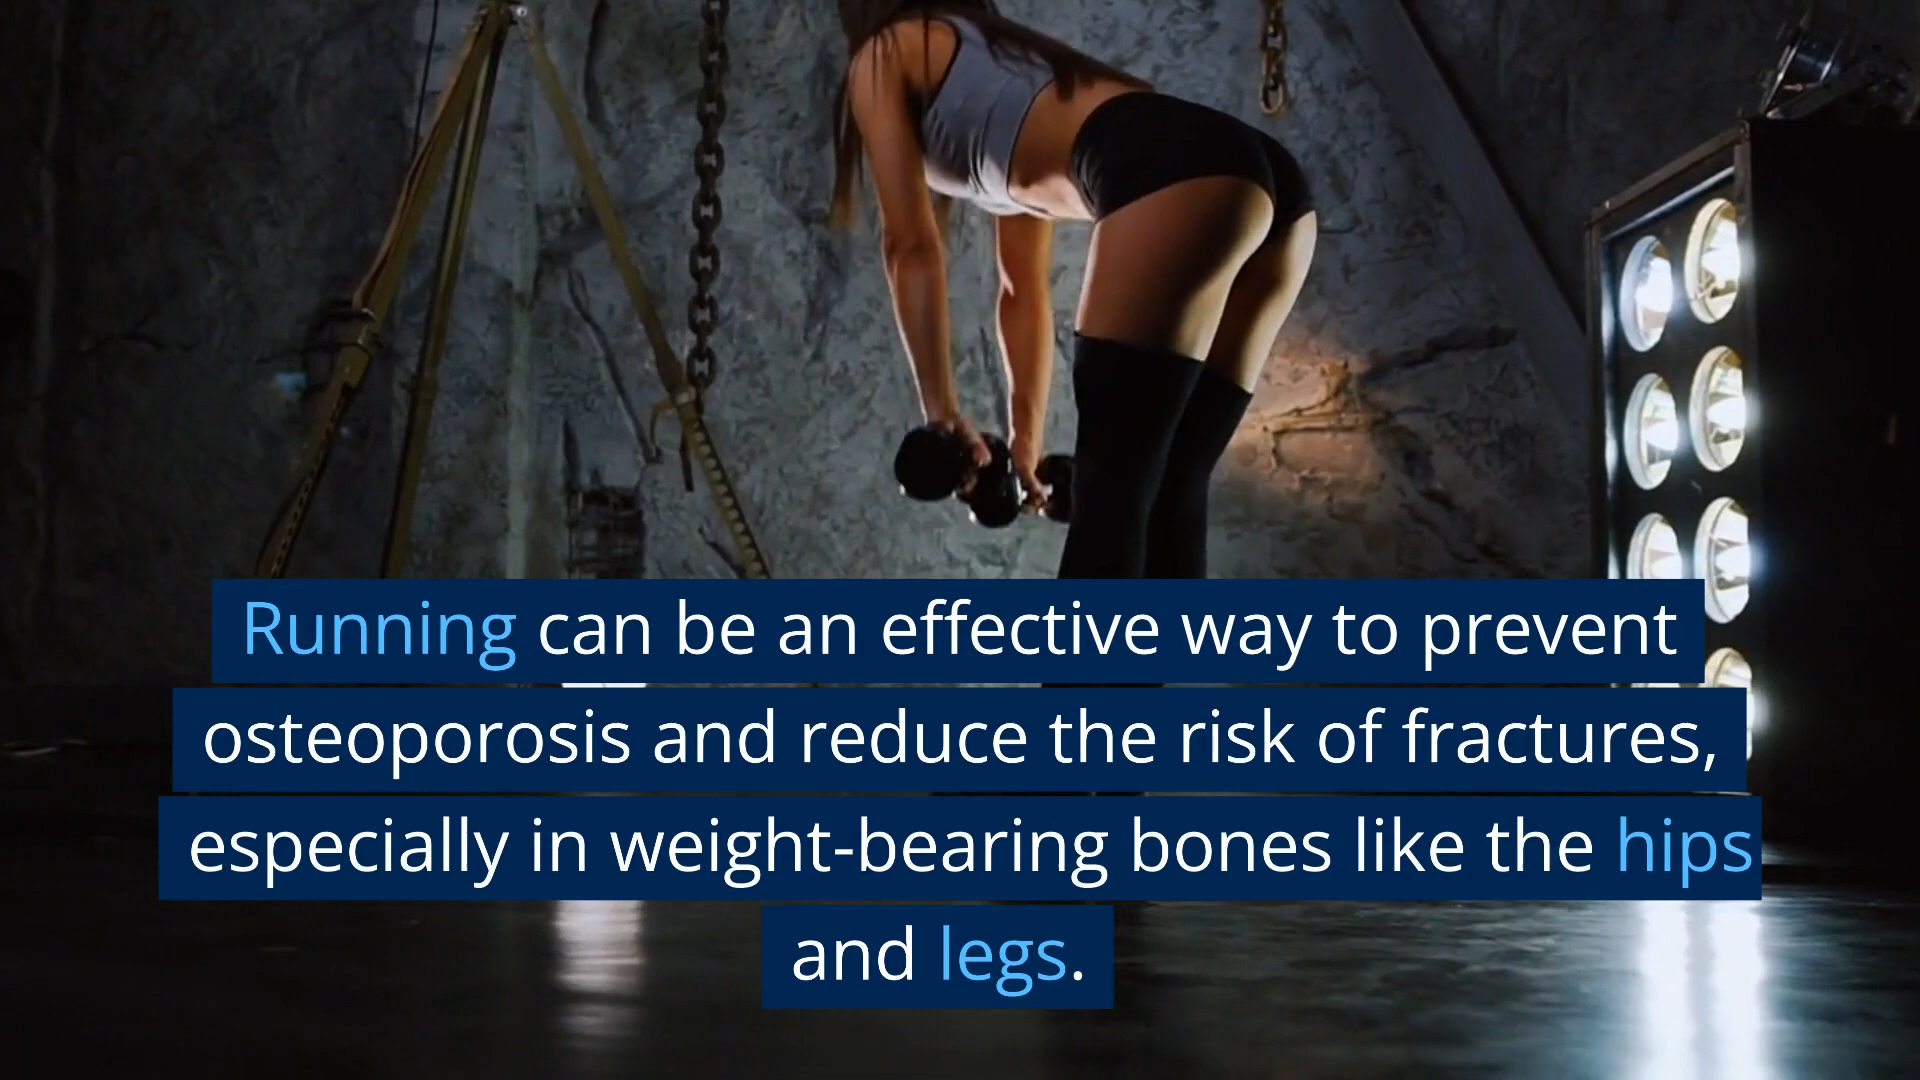 Running can be an effective way to prevent
osteoporosis and reduce the risk of fractures,
especially in weight-bearing bones like the hips
and legs.